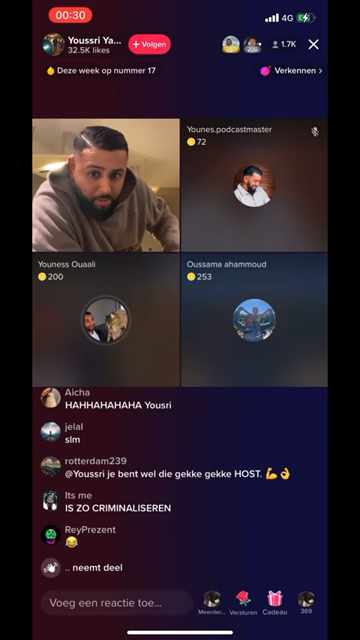 00:30
4G
Youssri Ya...
32.5K likes
+ Volgen
1.7K
Deze week op nummer 17
Verkennen >
Younes.podcastmaster
72
Youness Ouaali
200
Oussama ahammoud
253
Aicha
HAHHAHAHAHA Yousri
jelal
slm
rotterdam239
@Youssri je bent wel die gekke gekke HOST. 💪👌
Its me
IS ZO CRIMINALISEREN
ReyPrezent
😂
.. neemt deel
Voeg een reactie toe...
Meerder...
Versturen
Cadeau
369